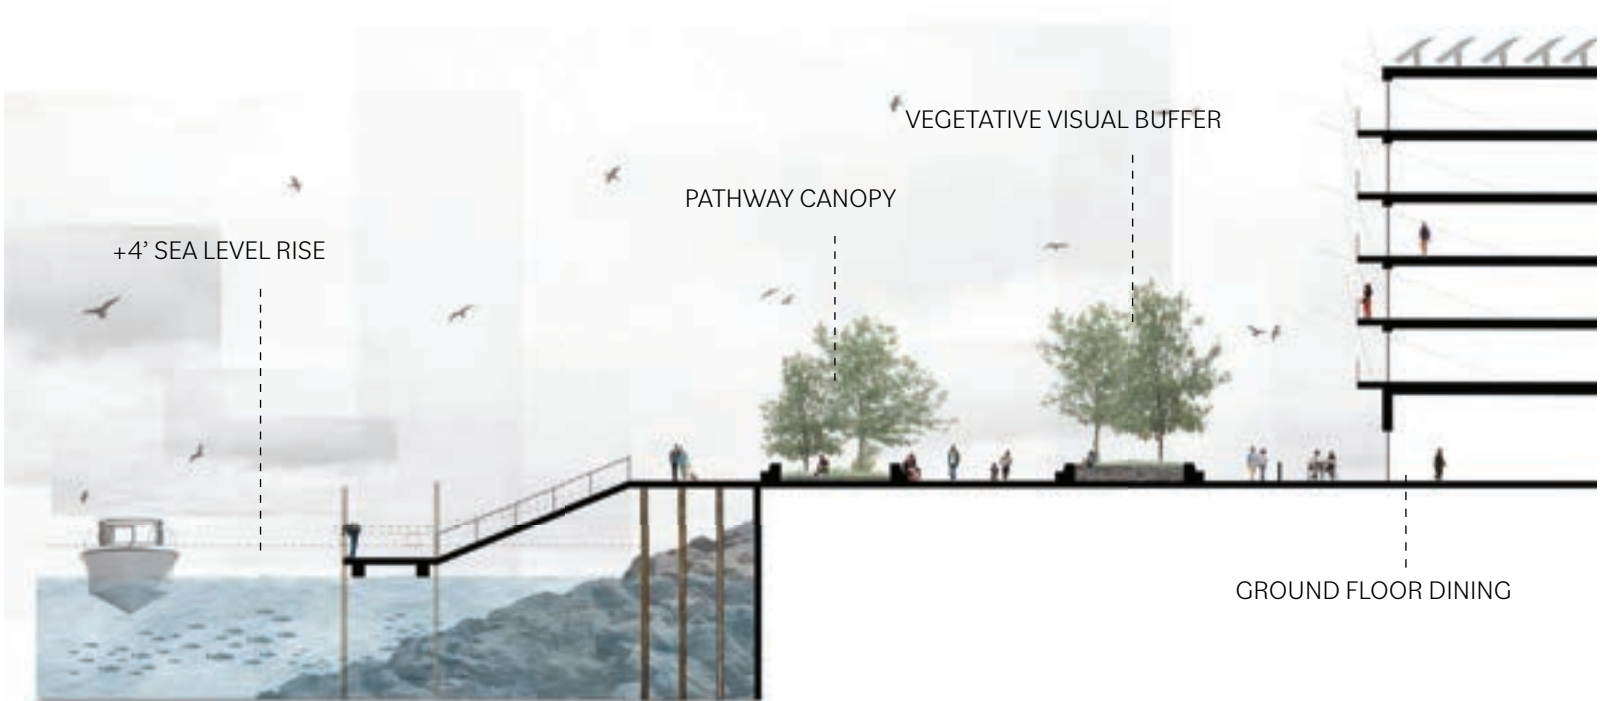 VEGETATIVE VISUAL BUFFER
PATHWAY CANOPY
+4’ SEA LEVEL RISE
GROUND FLOOR DINING